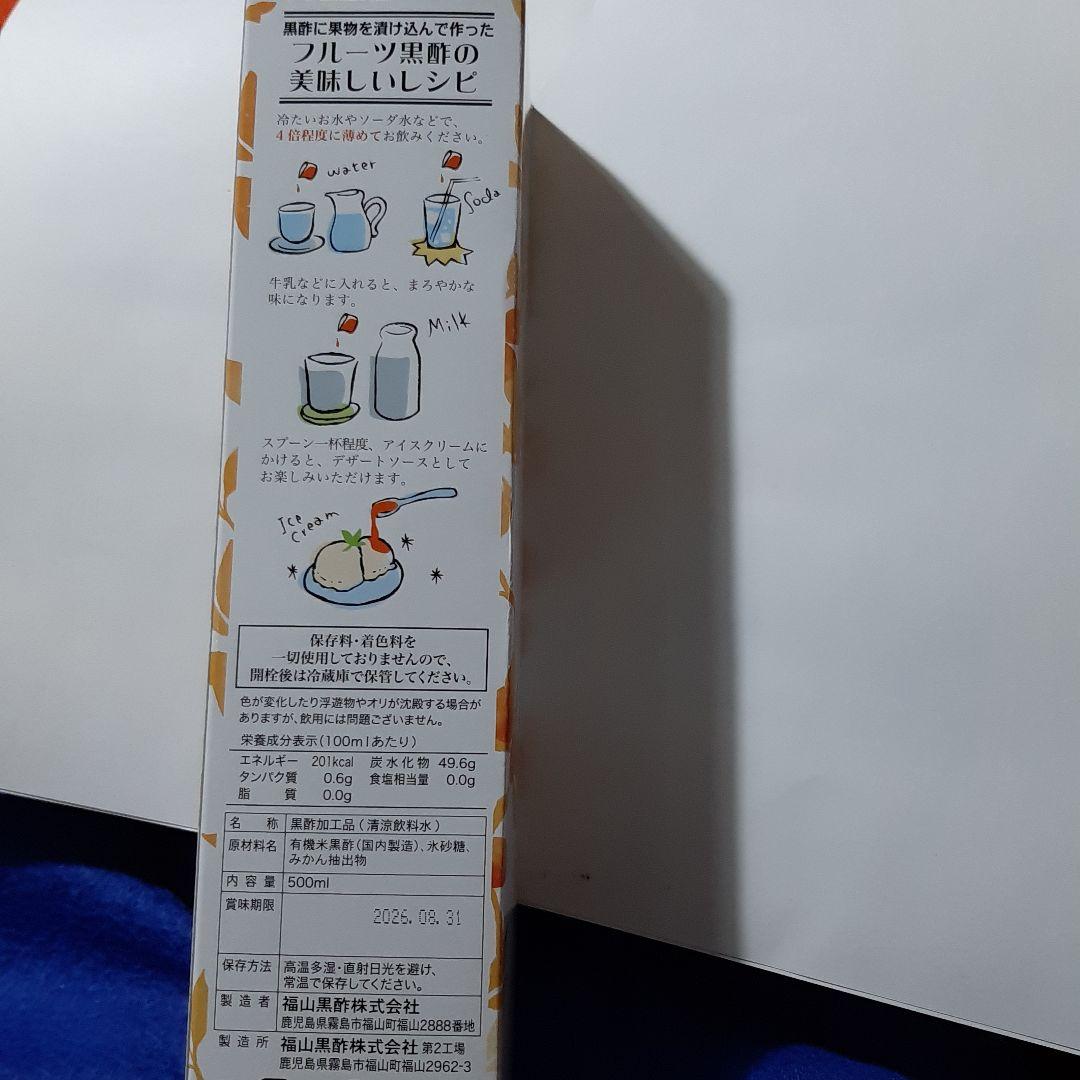 黒酢に果物を漬け込んで作った
フルーツ黒酢の
美味しいレシピ
冷たいお水やソーダ水などで、
4倍程度に薄めてお飲みください。
water
Soda
牛乳などに入れると、まろやかな
味になります。
Milk
スプーン一杯程度、アイスクリームに
かけると、デザートソースとして
お楽しみいただけます。
Ice
Cream
保存料・着色料を
一切使用しておりませんので、
開栓後は冷蔵庫で保管してください。
色が変化したり浮遊物やオリが沈殿する場合が
ありますが、飲用には問題ございません。
栄養成分表示(100mlあたり)
エネルギー 201kcal 炭水化物 49.6g
タンパク質 0.6g 食塩相当量 0.0g
脂 質 0.0g
名 称 黒酢加工品(清涼飲料水)
原材料名 有機米黒酢(国内製造)、氷砂糖、
みかん抽出物
内容量 500ml
賞味期限
2026.08.31
保存方法 高温多湿・直射日光を避け、
常温で保存してください。
製造者 福山黒酢株式会社
鹿児島県霧島市福山町福山2888番地
製造所 福山黒酢株式会社 第2工場
鹿児島県霧島市福山町福山2962-3